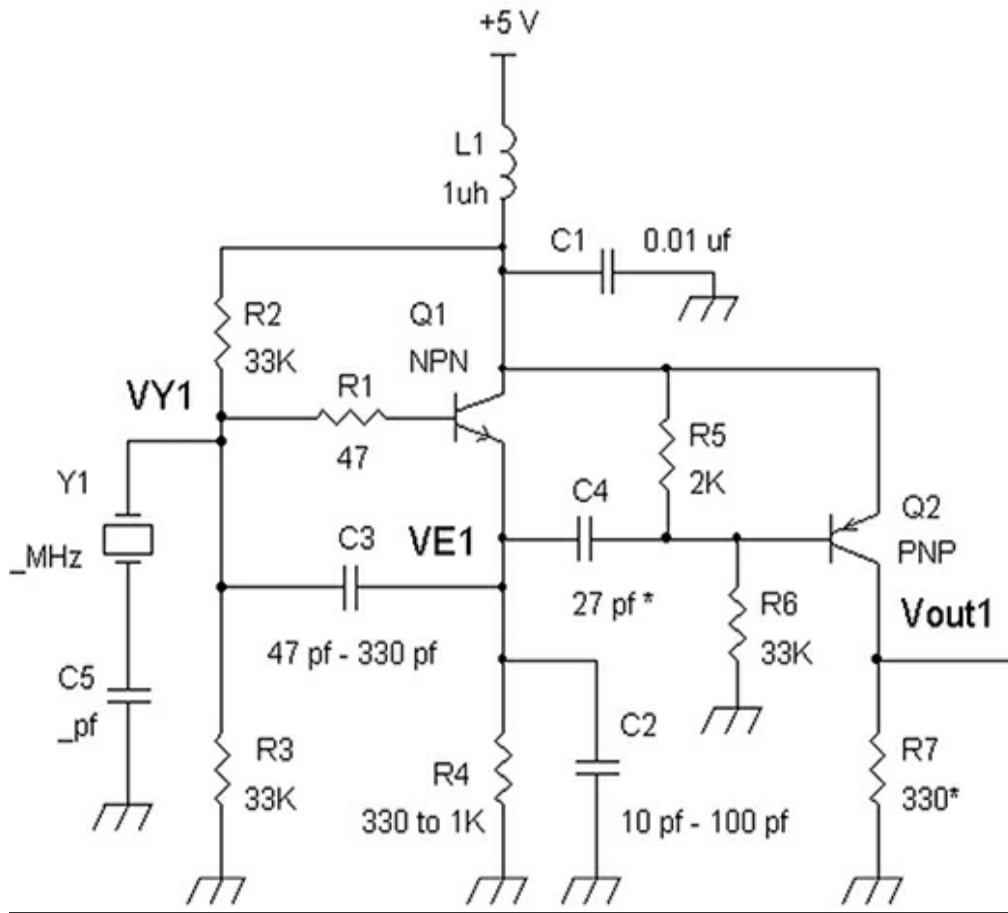 +5 V
L1
1uh
C1
0.01 uf
R2
33K
Q1
NPN
VY1
R1
47
R5
2K
Y1
_MHz
C3
VE1
C4
Q2
PNP
47 pf - 330 pf
27 pf *
R6
33K
Vout1
C5
_pf
R3
33K
R4
330 to 1K
C2
10 pf - 100 pf
R7
330*